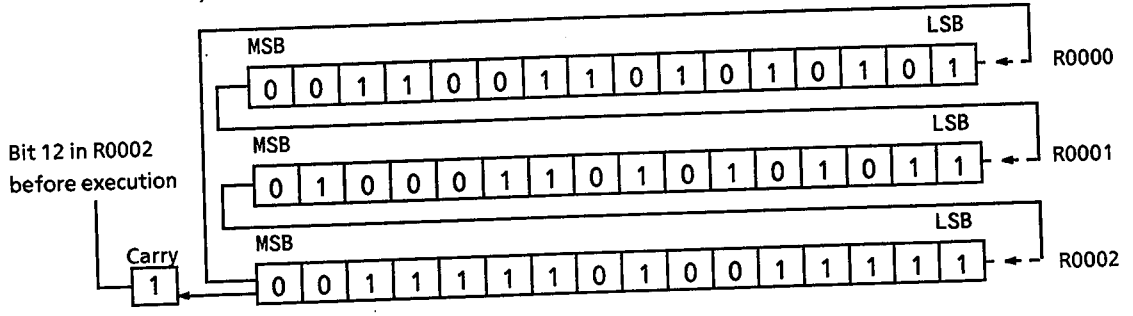 MSB LSB
0 0 1 1 0 0 1 1 0 1 0 1 0 1 0 1 R0000
MSB LSB
0 1 0 0 0 1 1 0 1 0 1 0 1 0 1 1 R0001
Bit 12 in R0002
before execution
MSB LSB
Carry
1 0 0 1 1 1 1 1 0 1 0 0 1 1 1 1 1 R0002